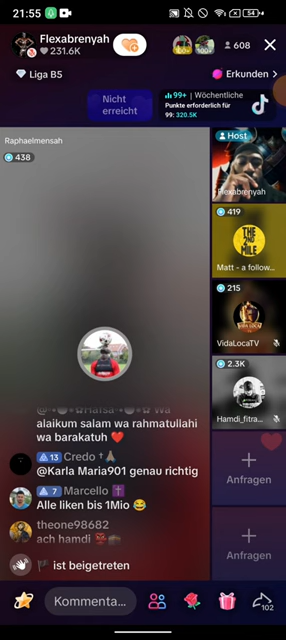 21:55
54
Flexabrenyah
231.6K
608
Liga B5
Erkunden
Nicht
erreicht
99+ | Wöchentliche
Punkte erforderlich für
99: 320.5K
Raphaelmensah
438
Host
Flexabrenyah
419
THE
2ND
MILE
Matt - a follow...
215
VidaLocaTV
2.3K
Hamdi_fitra...
alaikum salam wa rahmatullahi
wa barakatuh ❤️
13 Credo †🙏🏽
@Karla Maria901 genau richtig
7 Marcello ✝️
Alle liken bis 1Mio 😂
theone98682
ach hamdi
ist beigetreten
+
Anfragen
+
Anfragen
Kommenta...
102